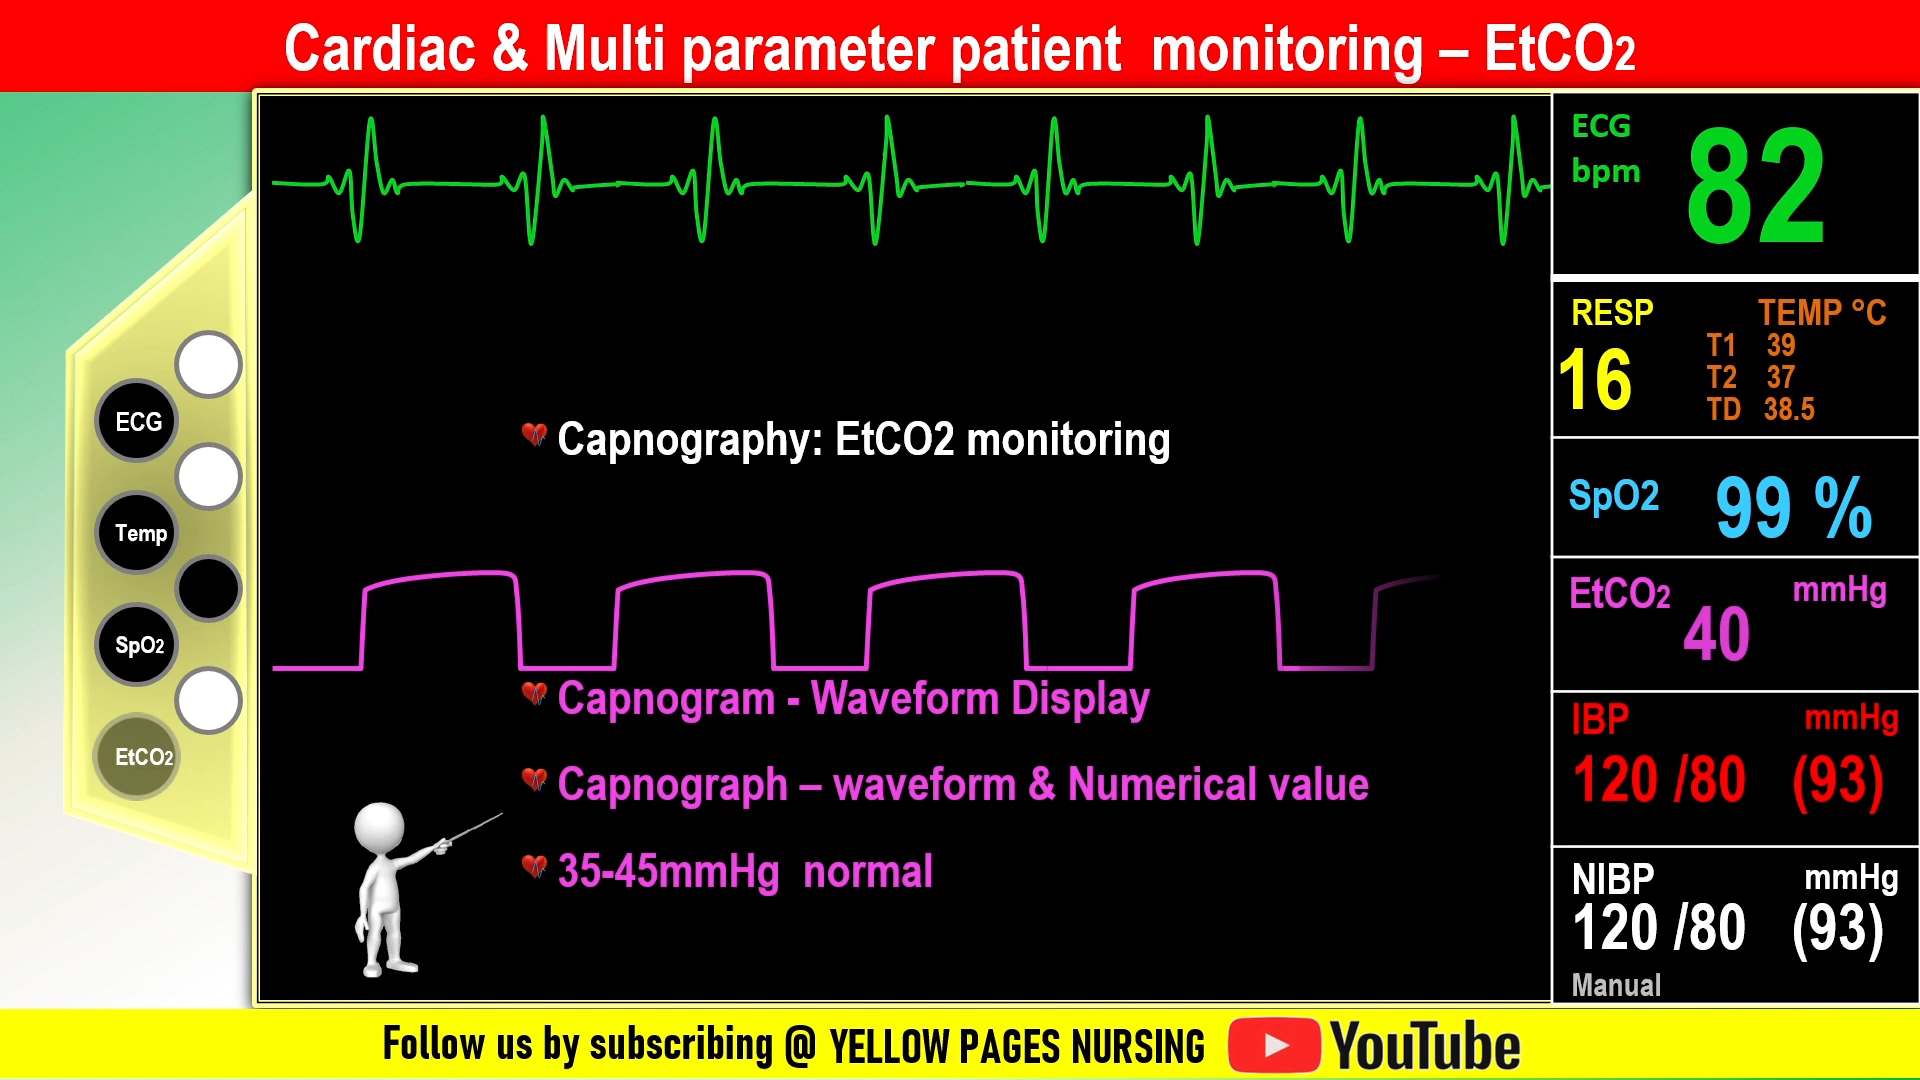 Cardiac & Multi parameter patient monitoring – EtCO2
ECG
bpm
82
RESP
16
TEMP °C
T1 39
T2 37
TD 38.5
SpO2 99 %
EtCO2 mmHg
40
IBP mmHg
120 /80 (93)
NIBP mmHg
120 /80 (93)
Manual
ECG
Temp
SpO2
EtCO2
Capnography: EtCO2 monitoring
Capnogram - Waveform Display
Capnograph – waveform & Numerical value
35-45mmHg normal
Follow us by subscribing @ YELLOW PAGES NURSING YouTube